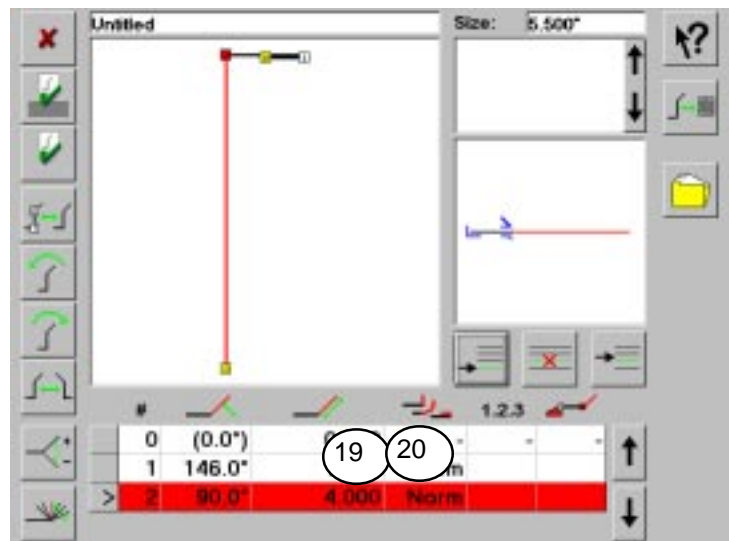 Untitled Size: 5.500"
# 1.2.3
0 (0.0°) - - -
1 146.0°
> 2 90.0° 4.000 Norm
19 20